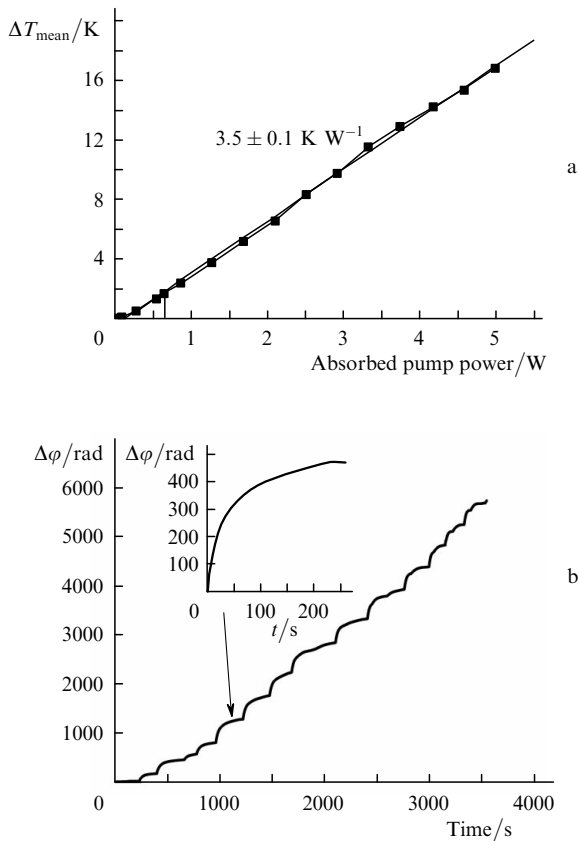 ΔT_mean/K
16
12
8
4
0
3.5 ± 0.1 K W⁻¹
1 2 3 4 5
Absorbed pump power/W
a
Δφ/rad
6000
5000
4000
3000
2000
1000
0
Δφ/rad
400
300
200
100
0
100 200
t/s
1000 2000 3000 4000
Time/s
b